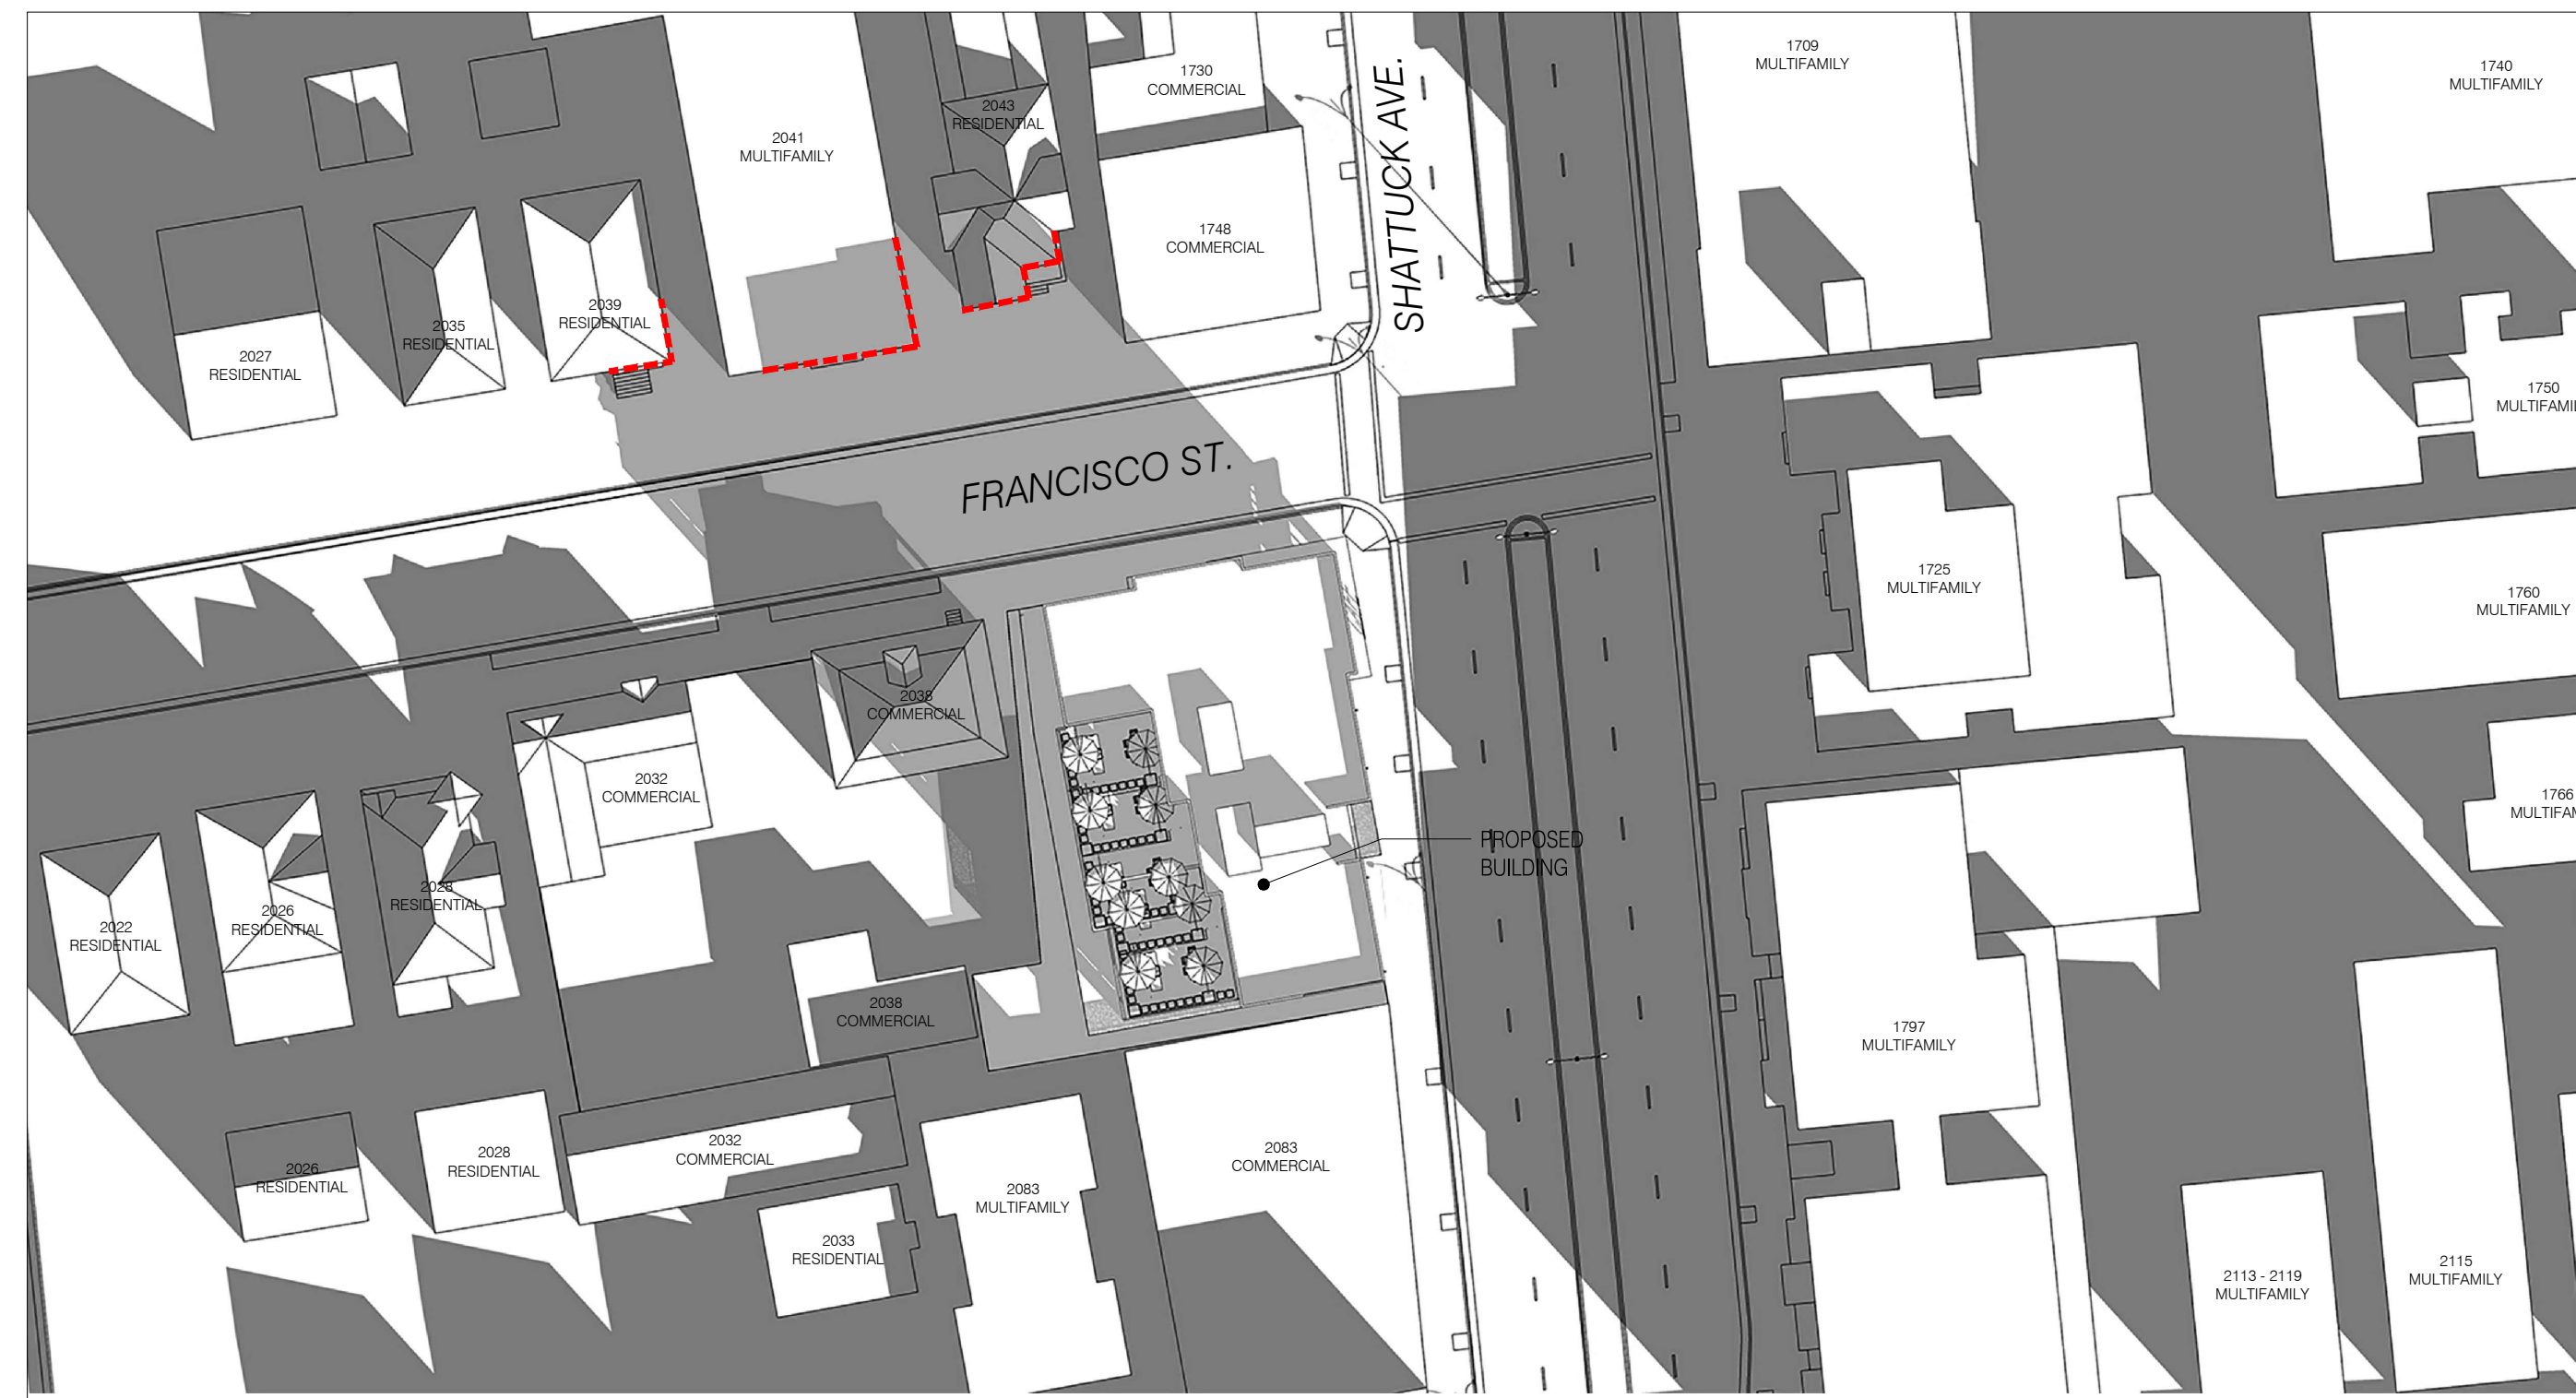 1709
MULTIFAMILY
1740
MULTIFAMILY
1730
COMMERCIAL
2043
RESIDENTIAL
2041
MULTIFAMILY
SHATTUCK AVE.
1748
COMMERCIAL
2039
RESIDENTIAL
2035
RESIDENTIAL
2027
RESIDENTIAL
1750
MULTIFAMI
FRANCISCO ST.
1725
MULTIFAMILY
1760
MULTIFAMILY
2038
COMMERCIAL
2032
COMMERCIAL
1766
MULTIFAM
PROPOSED
BUILDING
2028
RESIDENTIAL
2026
RESIDENTIAL
2022
RESIDENTIAL
2038
COMMERCIAL
1797
MULTIFAMILY
2032
COMMERCIAL
2083
COMMERCIAL
2028
RESIDENTIAL
2026
RESIDENTIAL
2083
MULTIFAMILY
2033
RESIDENTIAL
2115
MULTIFAMILY
2113 - 2119
MULTIFAMILY